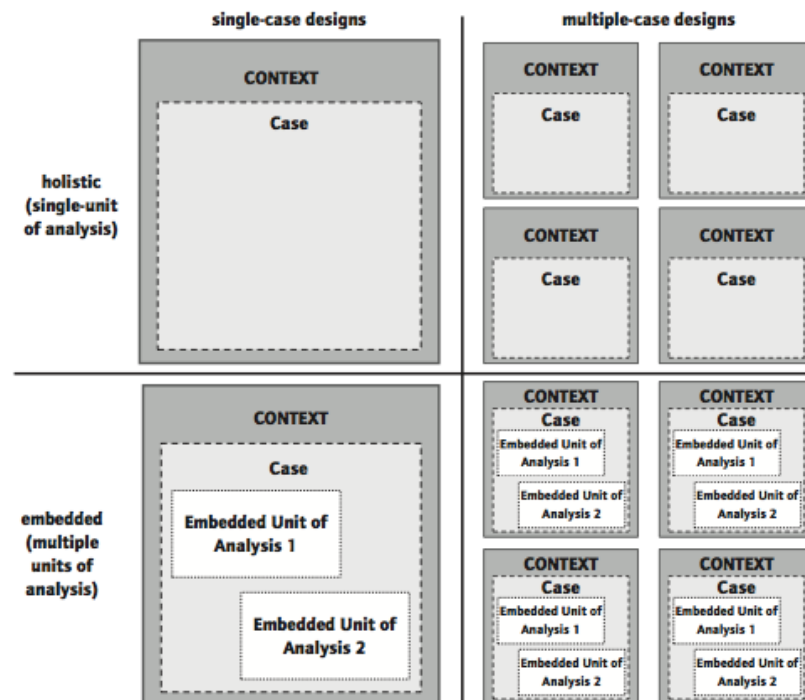 single-case designs
multiple-case designs
holistic
(single-unit
of analysis)
CONTEXT
Case
CONTEXT
Case
CONTEXT
Case
CONTEXT
Case
CONTEXT
Case
embedded
(multiple
units of
analysis)
CONTEXT
Case
Embedded Unit of
Analysis 1
Embedded Unit of
Analysis 2
CONTEXT
Case
Embedded Unit of
Analysis 1
Embedded Unit of
Analysis 2
CONTEXT
Case
Embedded Unit of
Analysis 1
Embedded Unit of
Analysis 2
CONTEXT
Case
Embedded Unit of
Analysis 1
Embedded Unit of
Analysis 2
CONTEXT
Case
Embedded Unit of
Analysis 1
Embedded Unit of
Analysis 2